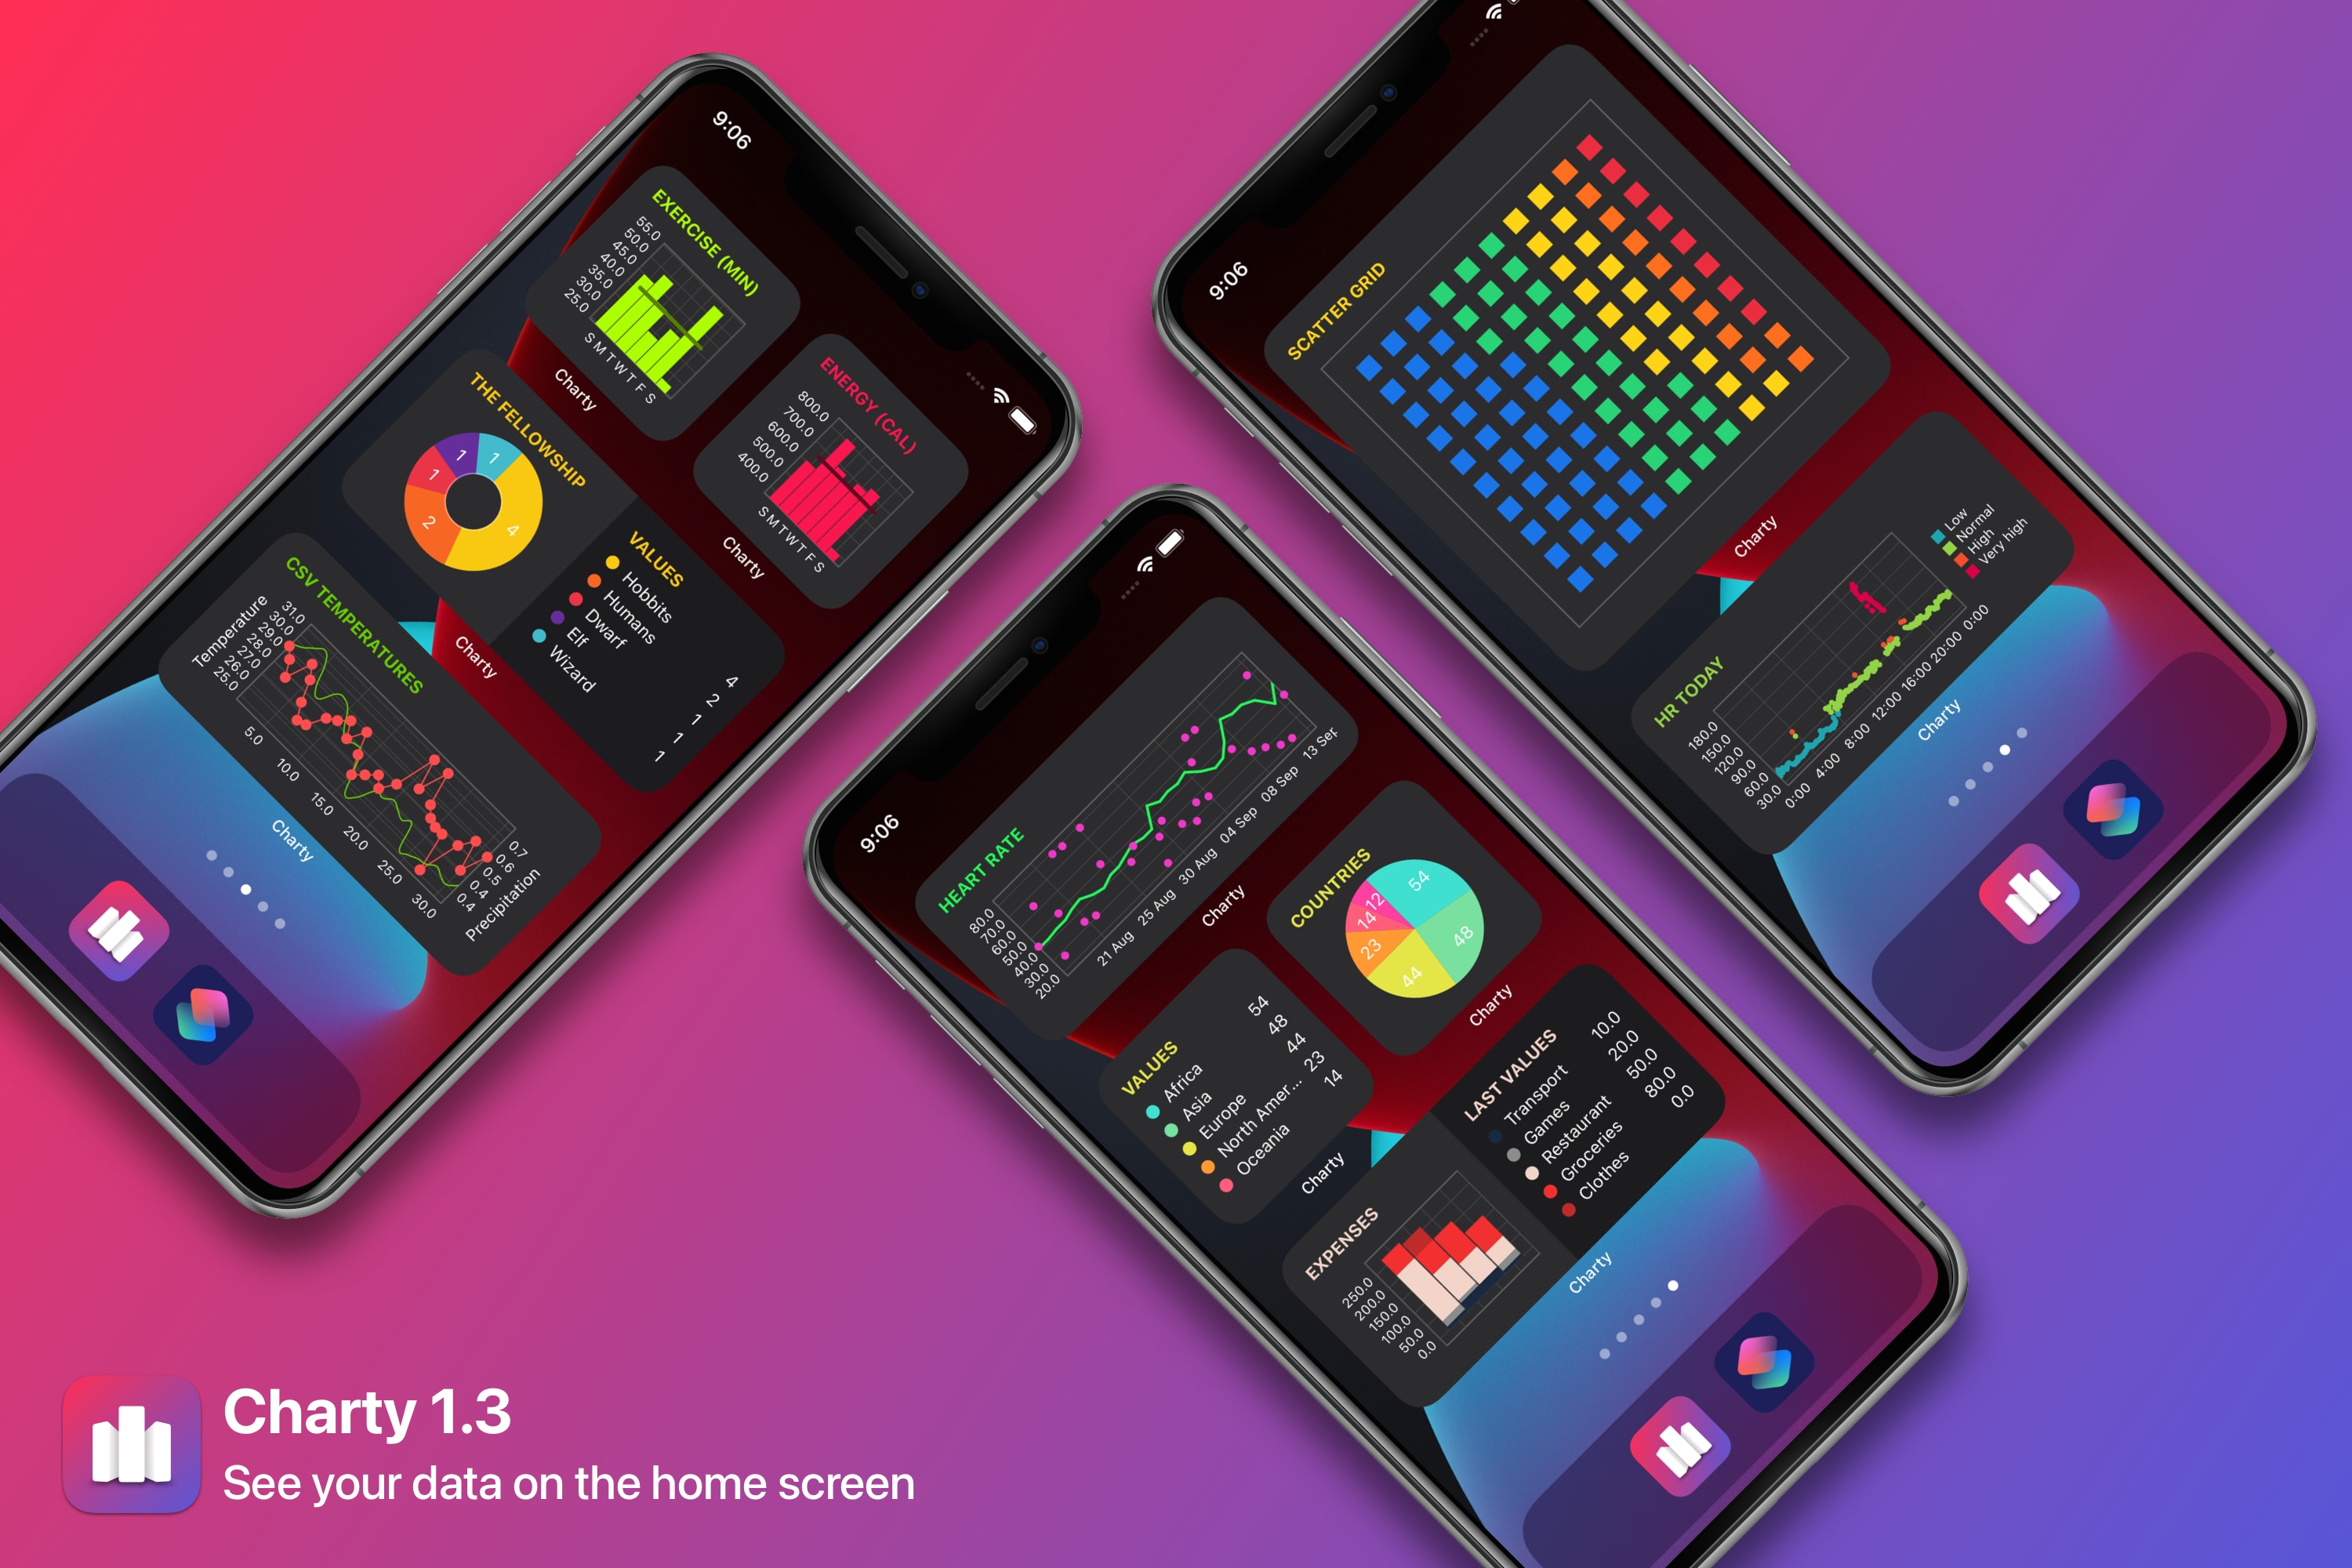 9:06
EXERCISE (MIN)
55.0
50.0
45.0
40.0
35.0
30.0
25.0
S M T W T F S
Charty
ENERGY (CAL)
800.0
700.0
600.0
500.0
400.0
S M T W T F S
Charty
THE FELLOWSHIP
1
1
1
2
4
VALUES
Hobbits 4
Humans 2
Dwarf 1
Elf 1
Wizard 1
Charty
CSV TEMPERATURES
Temperature
31.0
30.0
29.0
28.0
27.0
26.0
25.0
5.0 10.0 15.0 20.0 25.0 30.0
0.7
0.6
0.5
0.4
0.4
Precipitation
Charty
9:06
HEART RATE
80.0
70.0
60.0
50.0
40.0
30.0
20.0
21 Aug 25 Aug 30 Aug 04 Sep 08 Sep 13 Sep
Charty
VALUES
Africa 54
Asia 48
Europe 44
North Amer... 23
Oceania 14
Charty
COUNTRIES
54
48
44
23
14
12
Charty
EXPENSES
250.0
200.0
150.0
100.0
50.0
0.0
LAST VALUES
Transport 10.0
Games 20.0
Restaurant 50.0
Groceries 80.0
Clothes 0.0
Charty
9:06
SCATTER GRID
Charty
HR TODAY
180.0
150.0
120.0
90.0
60.0
30.0
0:00 4:00 8:00 12:00 16:00 20:00 0:00
Low
Normal
High
Very high
Charty
Charty 1.3
See your data on the home screen